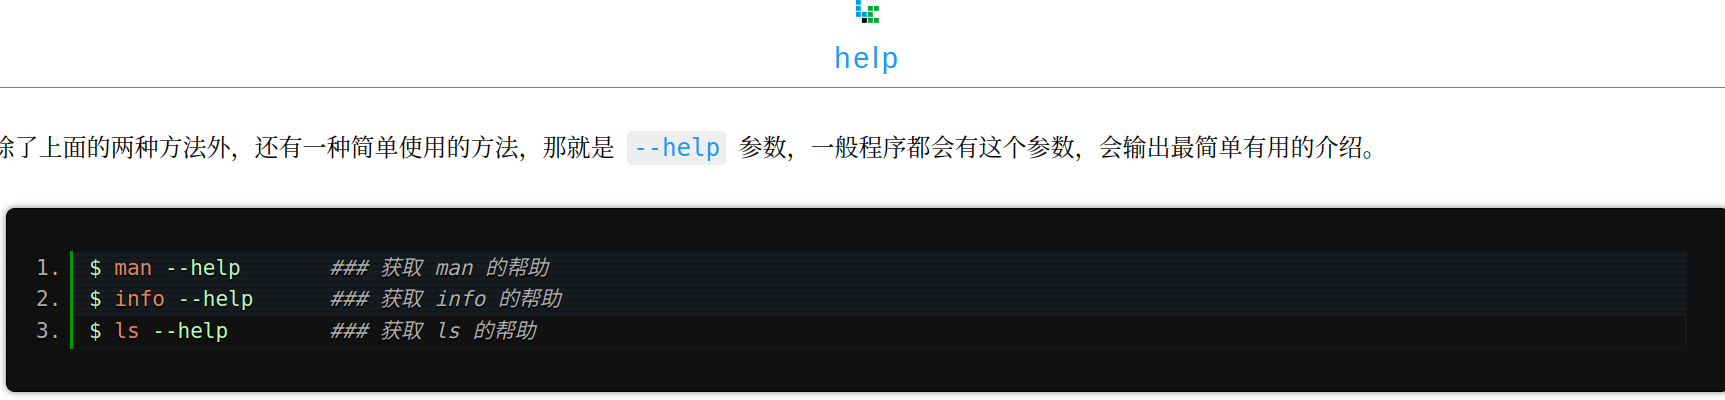 help
除了上面的两种方法外，还有一种简单使用的方法，那就是 --help 参数，一般程序都会有这个参数，会输出最简单有用的介绍。
1. $ man --help ### 获取 man 的帮助
2. $ info --help ### 获取 info 的帮助
3. $ ls --help ### 获取 ls 的帮助